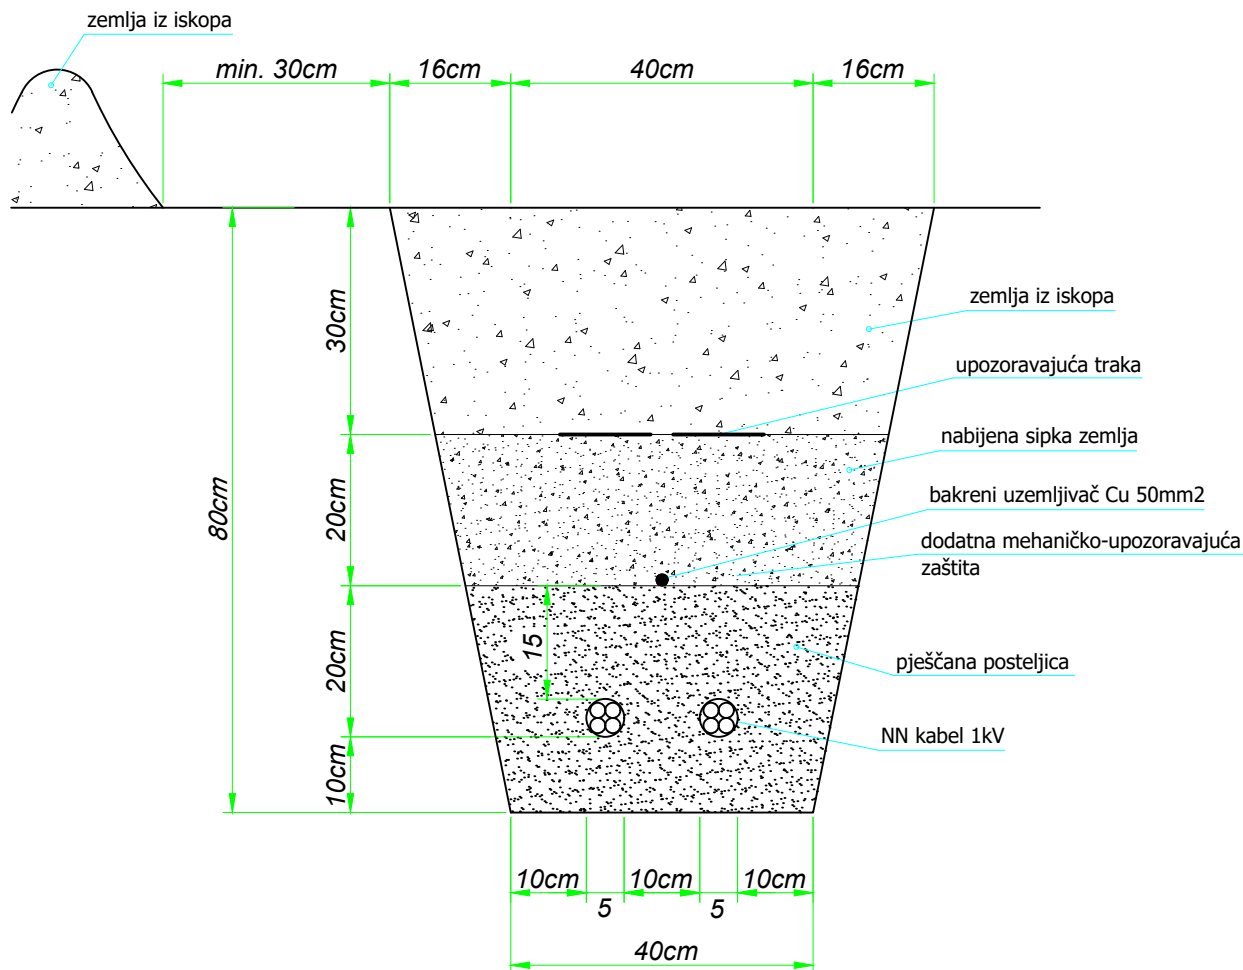 zemlja iz iskopa
min. 30cm
16cm
40cm
16cm
30cm
20cm
80cm
20cm
15
10cm
zemlja iz iskopa
upozoravajuća traka
nabijena sipka zemlja
bakreni uzemljivač Cu 50mm2
dodatna mehaničko-upozoravajuća
zaštita
pješčana posteljica
NN kabel 1kV
10cm
5
10cm
5
10cm
40cm